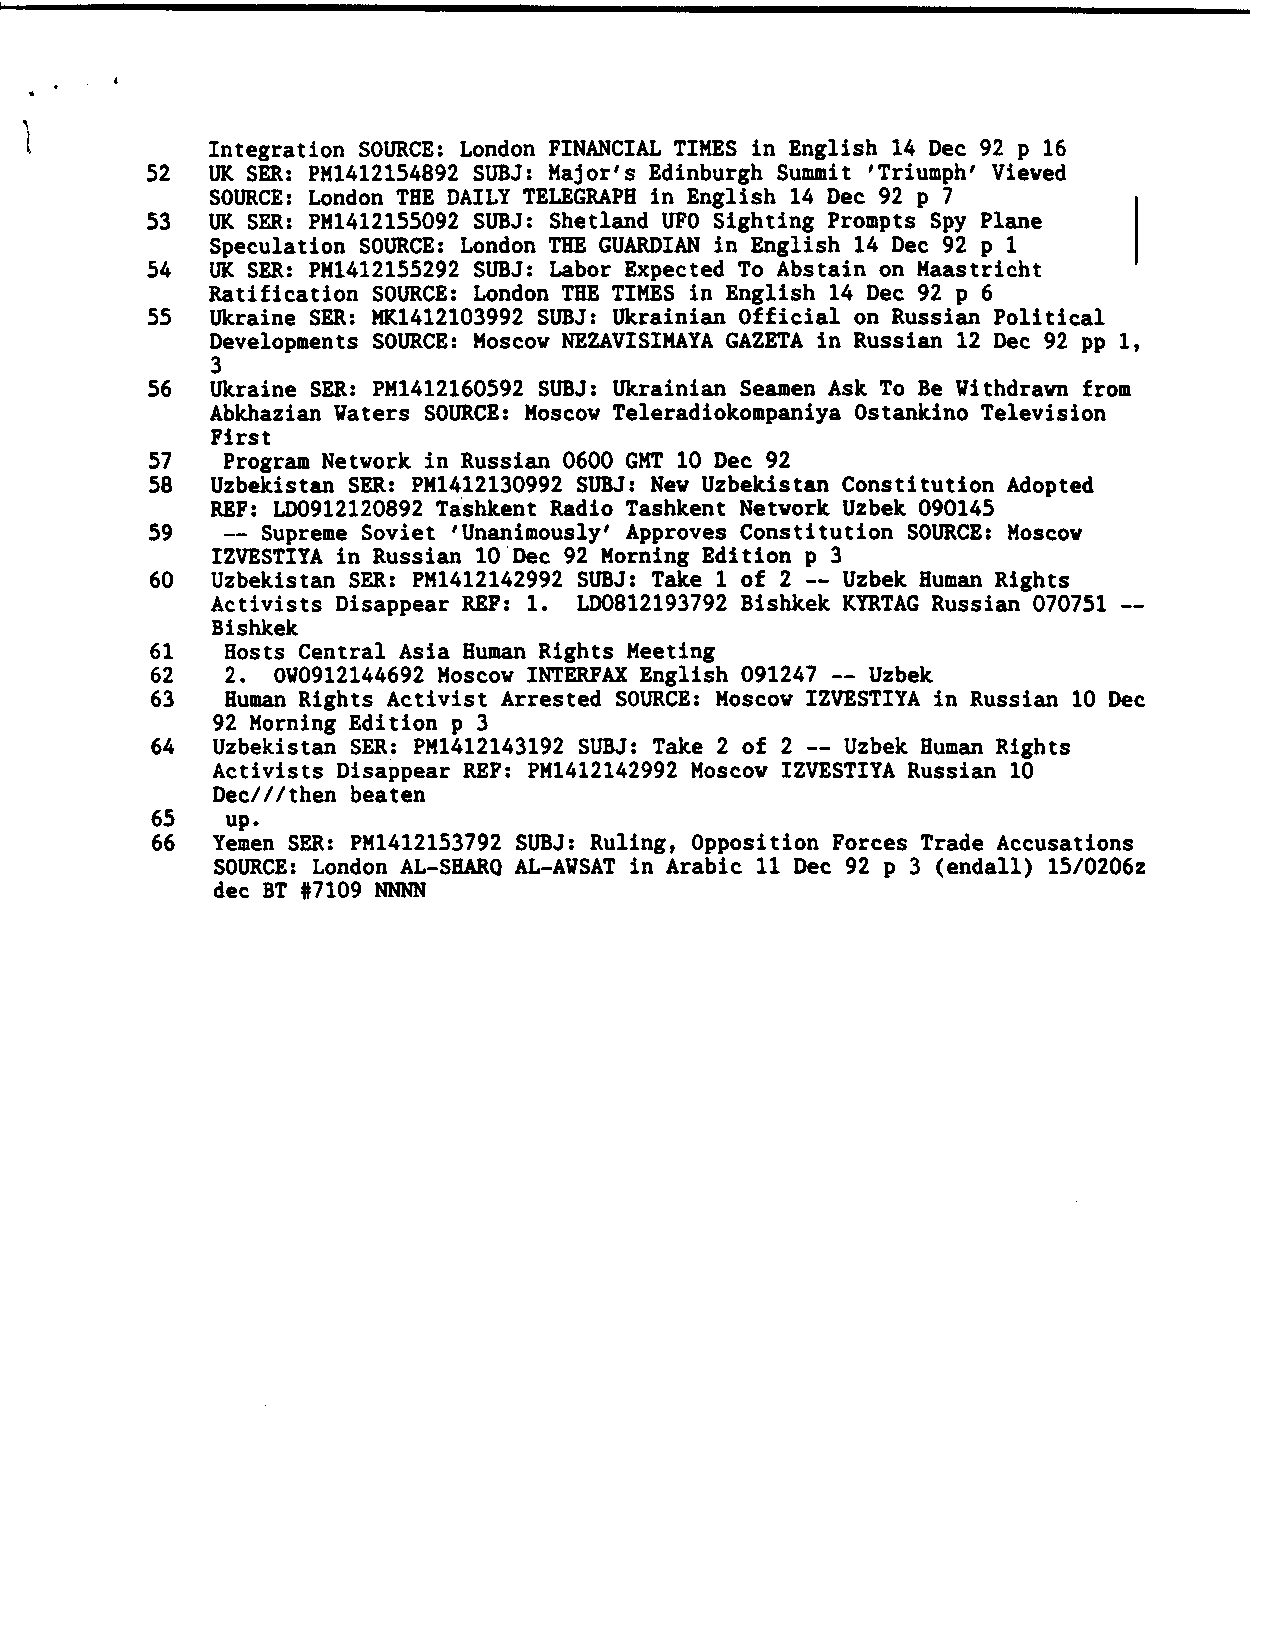 Integration SOURCE: London FINANCIAL TIMES in English 14 Dec 92 p 16
52 UK SER: PM1412154892 SUBJ: Major's Edinburgh Summit 'Triumph' Viewed
SOURCE: London THE DAILY TELEGRAPH in English 14 Dec 92 p 7
53 UK SER: PM1412155092 SUBJ: Shetland UFO Sighting Prompts Spy Plane
Speculation SOURCE: London THE GUARDIAN in English 14 Dec 92 p 1
54 UK SER: PM1412155292 SUBJ: Labor Expected To Abstain on Maastricht
Ratification SOURCE: London THE TIMES in English 14 Dec 92 p 6
55 Ukraine SER: MK1412103992 SUBJ: Ukrainian Official on Russian Political
Developments SOURCE: Moscow NEZAVISIMAYA GAZETA in Russian 12 Dec 92 pp 1,
3
56 Ukraine SER: PM1412160592 SUBJ: Ukrainian Seamen Ask To Be Withdrawn from
Abkhazian Waters SOURCE: Moscow Teleradiokompaniya Ostankino Television
First
57 Program Network in Russian 0600 GMT 10 Dec 92
58 Uzbekistan SER: PM1412130992 SUBJ: New Uzbekistan Constitution Adopted
REF: LD0912120892 Tashkent Radio Tashkent Network Uzbek 090145
59 -- Supreme Soviet 'Unanimously' Approves Constitution SOURCE: Moscow
IZVESTIYA in Russian 10 Dec 92 Morning Edition p 3
60 Uzbekistan SER: PM1412142992 SUBJ: Take 1 of 2 -- Uzbek Human Rights
Activists Disappear REF: 1. LD0812193792 Bishkek KYRTAG Russian 070751 --
Bishkek
61 Hosts Central Asia Human Rights Meeting
62 2. OW0912144692 Moscow INTERFAX English 091247 -- Uzbek
63 Human Rights Activist Arrested SOURCE: Moscow IZVESTIYA in Russian 10 Dec
92 Morning Edition p 3
64 Uzbekistan SER: PM1412143192 SUBJ: Take 2 of 2 -- Uzbek Human Rights
Activists Disappear REF: PM1412142992 Moscow IZVESTIYA Russian 10
Dec///then beaten
65 up.
66 Yemen SER: PM1412153792 SUBJ: Ruling, Opposition Forces Trade Accusations
SOURCE: London AL-SHARQ AL-AWSAT in Arabic 11 Dec 92 p 3 (endall) 15/0206z
dec BT #7109 NNNN